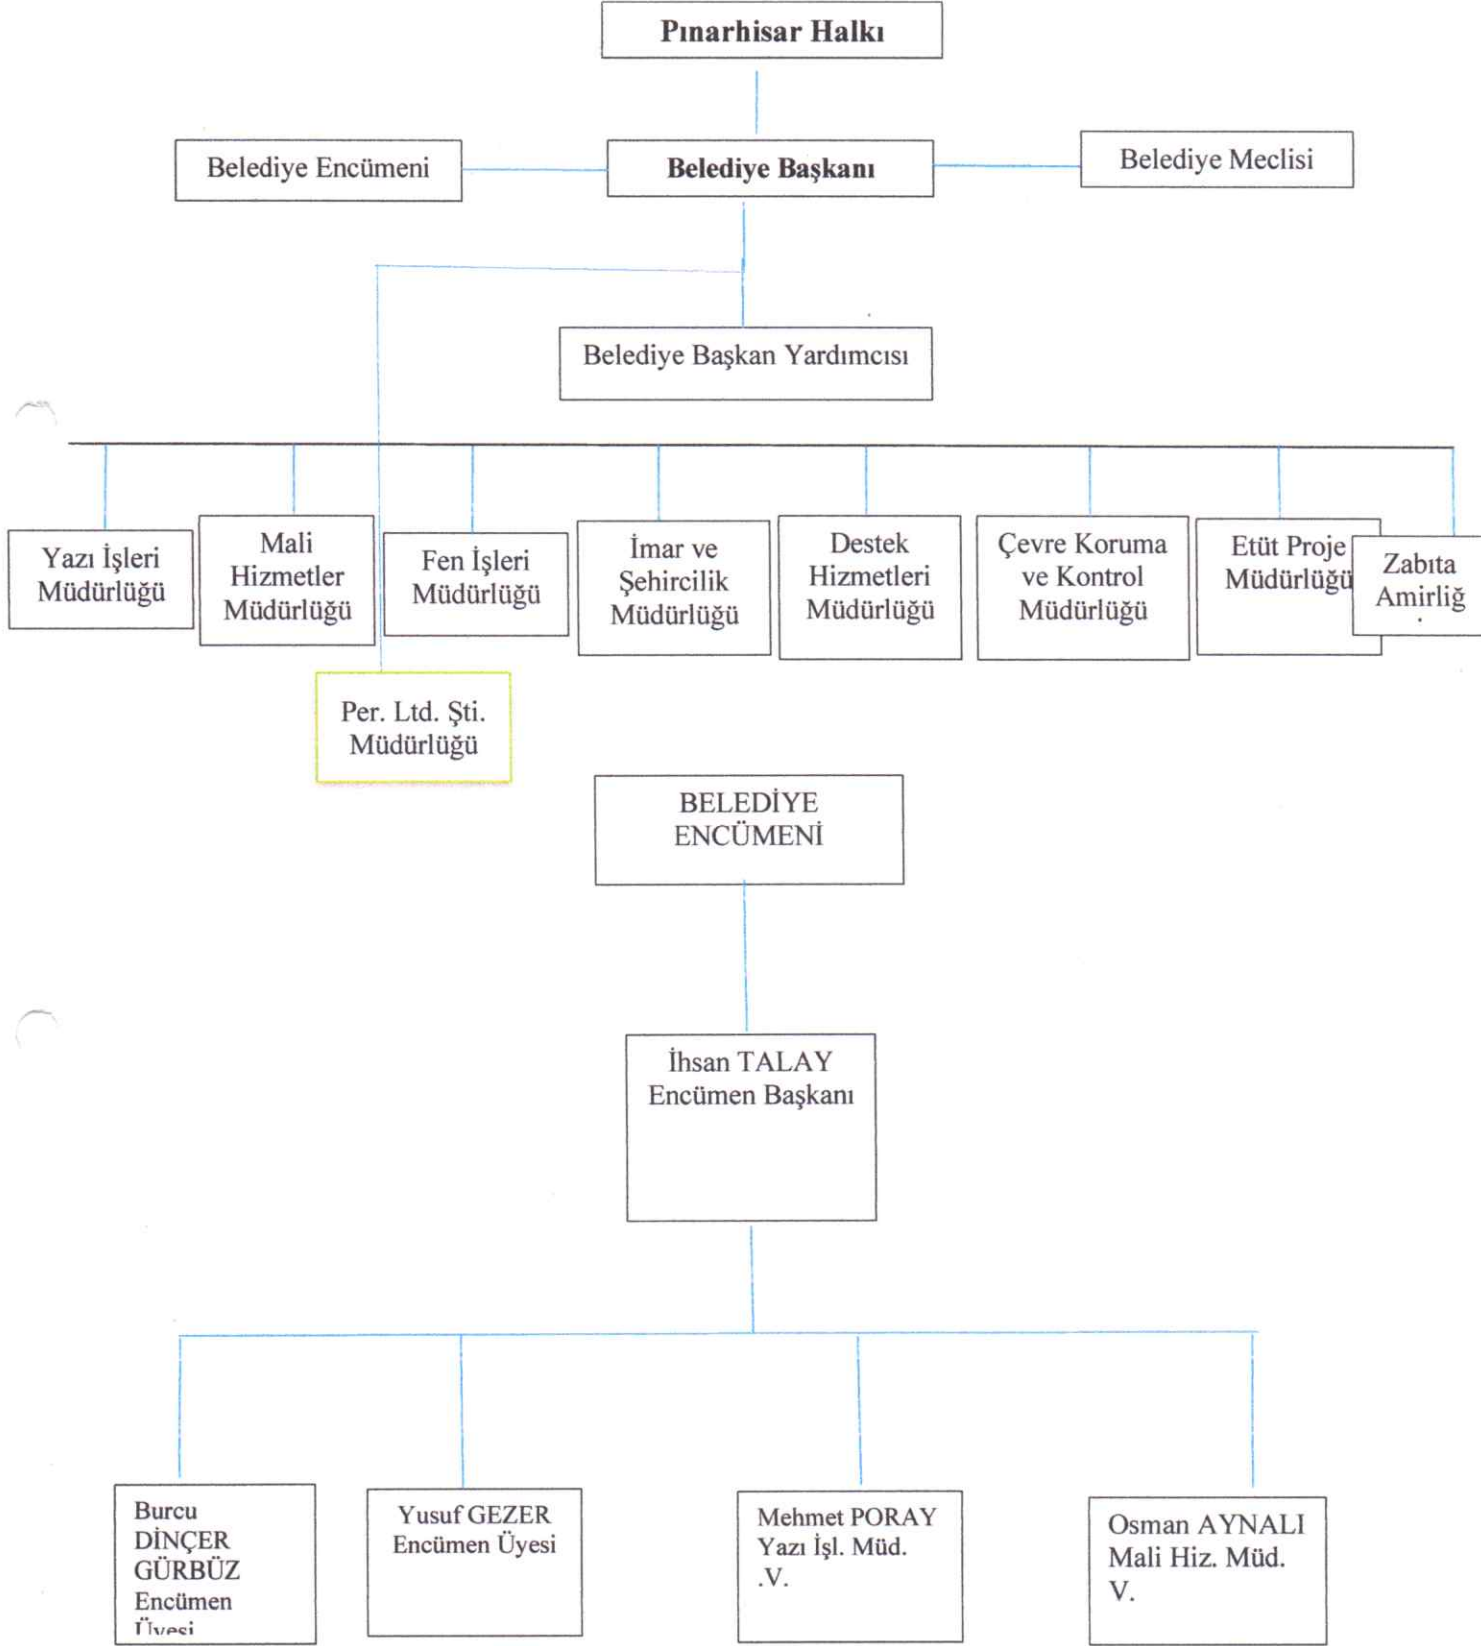 Pınarhisar Halkı
Belediye Encümeni
Belediye Başkanı
Belediye Meclisi
Belediye Başkan Yardımcısı
Yazı İşleri
Müdürlüğü
Mali
Hizmetler
Müdürlüğü
Fen İşleri
Müdürlüğü
İmar ve
Şehircilik
Müdürlüğü
Destek
Hizmetleri
Müdürlüğü
Çevre Koruma
ve Kontrol
Müdürlüğü
Etüt Proje
Müdürlüğü
Zabıta
Amirliğ
Per. Ltd. Şti.
Müdürlüğü
BELEDİYE
ENCÜMENİ
İhsan TALAY
Encümen Başkanı
Burcu
DİNÇER
GÜRBÜZ
Encümen
Üyesi
Yusuf GEZER
Encümen Üyesi
Mehmet PORAY
Yazı İşl. Müd.
.V.
Osman AYNALI
Mali Hiz. Müd.
V.